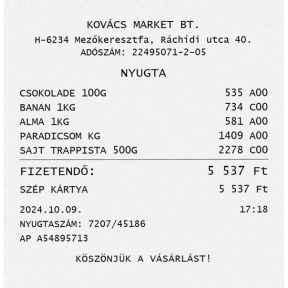 KOVÁCS MARKET BT.
H-6234 Mezőkeresztfa, Ráchídi utca 40.
ADÓSZÁM: 22495071-2-05
NYUGTA
CSOKOLADE 100G 535 A00
BANAN 1KG 734 C00
ALMA 1KG 581 A00
PARADICSOM KG 1409 A00
SAJT TRAPPISTA 500G 2278 C00
FIZETENDŐ: 5 537 Ft
SZÉP KÁRTYA 5 537 Ft
2024.10.09. 17:18
NYUGTASZÁM: 7207/45186
AP A54895713
KÖSZÖNJÜK A VÁSÁRLÁST!